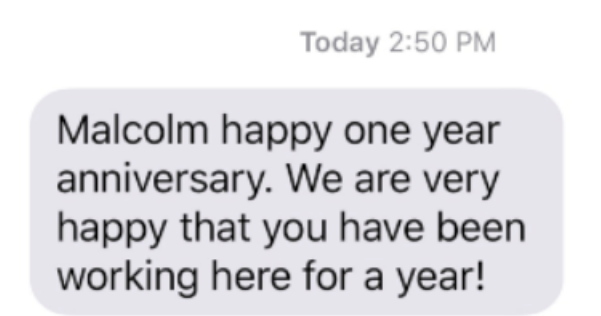 Today 2:50 PM
Malcolm happy one year
anniversary. We are very
happy that you have been
working here for a year!